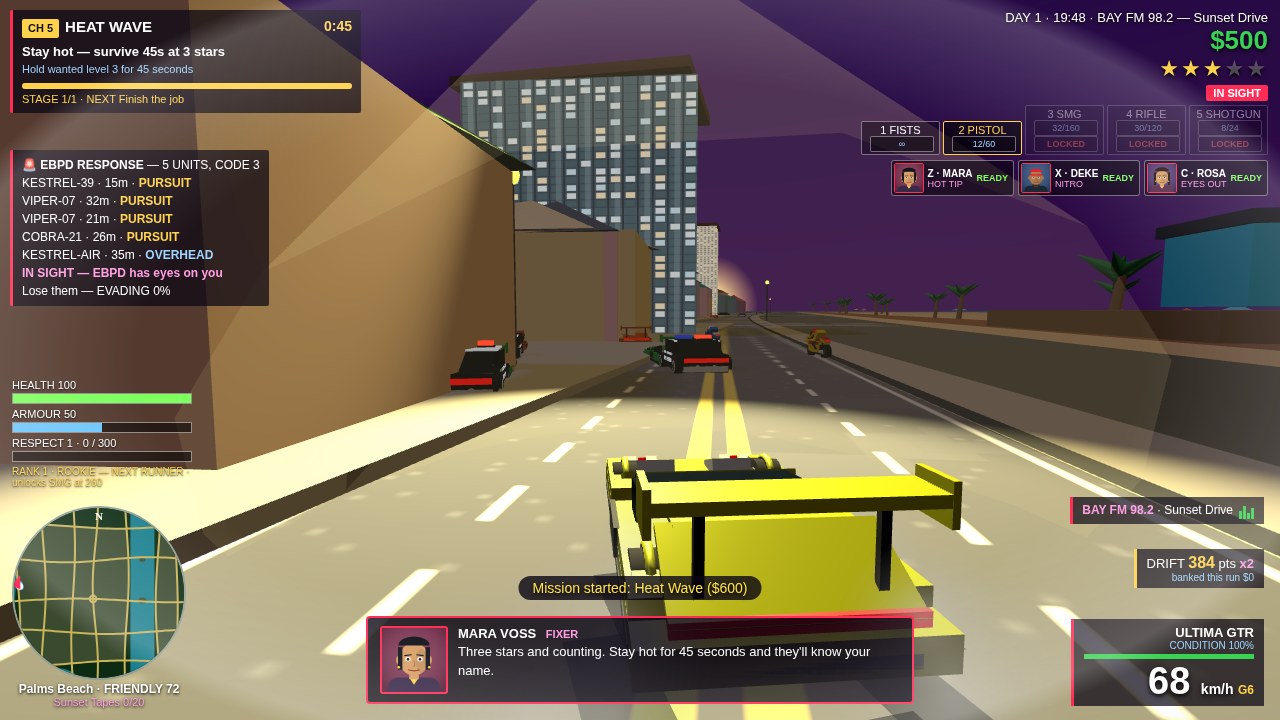 CH 5 HEAT WAVE 0:45
Stay hot — survive 45s at 3 stars
Hold wanted level 3 for 45 seconds
STAGE 1/1 · NEXT Finish the job
🚨 EBPD RESPONSE — 5 UNITS, CODE 3
KESTREL-39 · 15m · PURSUIT
VIPER-07 · 32m · PURSUIT
VIPER-07 · 21m · PURSUIT
COBRA-21 · 26m · PURSUIT
KESTREL-AIR · 35m · OVERHEAD
IN SIGHT — EBPD has eyes on you
Lose them — EVADING 0%
DAY 1 · 19:48 · BAY FM 98.2 — Sunset Drive
$500
★★★★★
IN SIGHT
1 FISTS
∞
2 PISTOL
12/60
3 SMG
32/160
LOCKED
4 RIFLE
30/120
LOCKED
5 SHOTGUN
8/24
LOCKED
Z · MARA
HOT TIP
READY
X · DEKE
NITRO
READY
C · ROSA
EYES OUT
READY
HEALTH 100
ARMOUR 50
RESPECT 1 · 0 / 300
RANK 1 · ROOKIE — NEXT RUNNER ·
unlocks SMG at 260
N
Palms Beach · FRIENDLY 72
Sunset Tapes 0/20
Mission started: Heat Wave ($600)
MARA VOSS FIXER
Three stars and counting. Stay hot for 45 seconds and they'll know your
name.
BAY FM 98.2 · Sunset Drive
DRIFT 384 pts x2
banked this run $0
ULTIMA GTR
CONDITION 100%
68 km/h G6